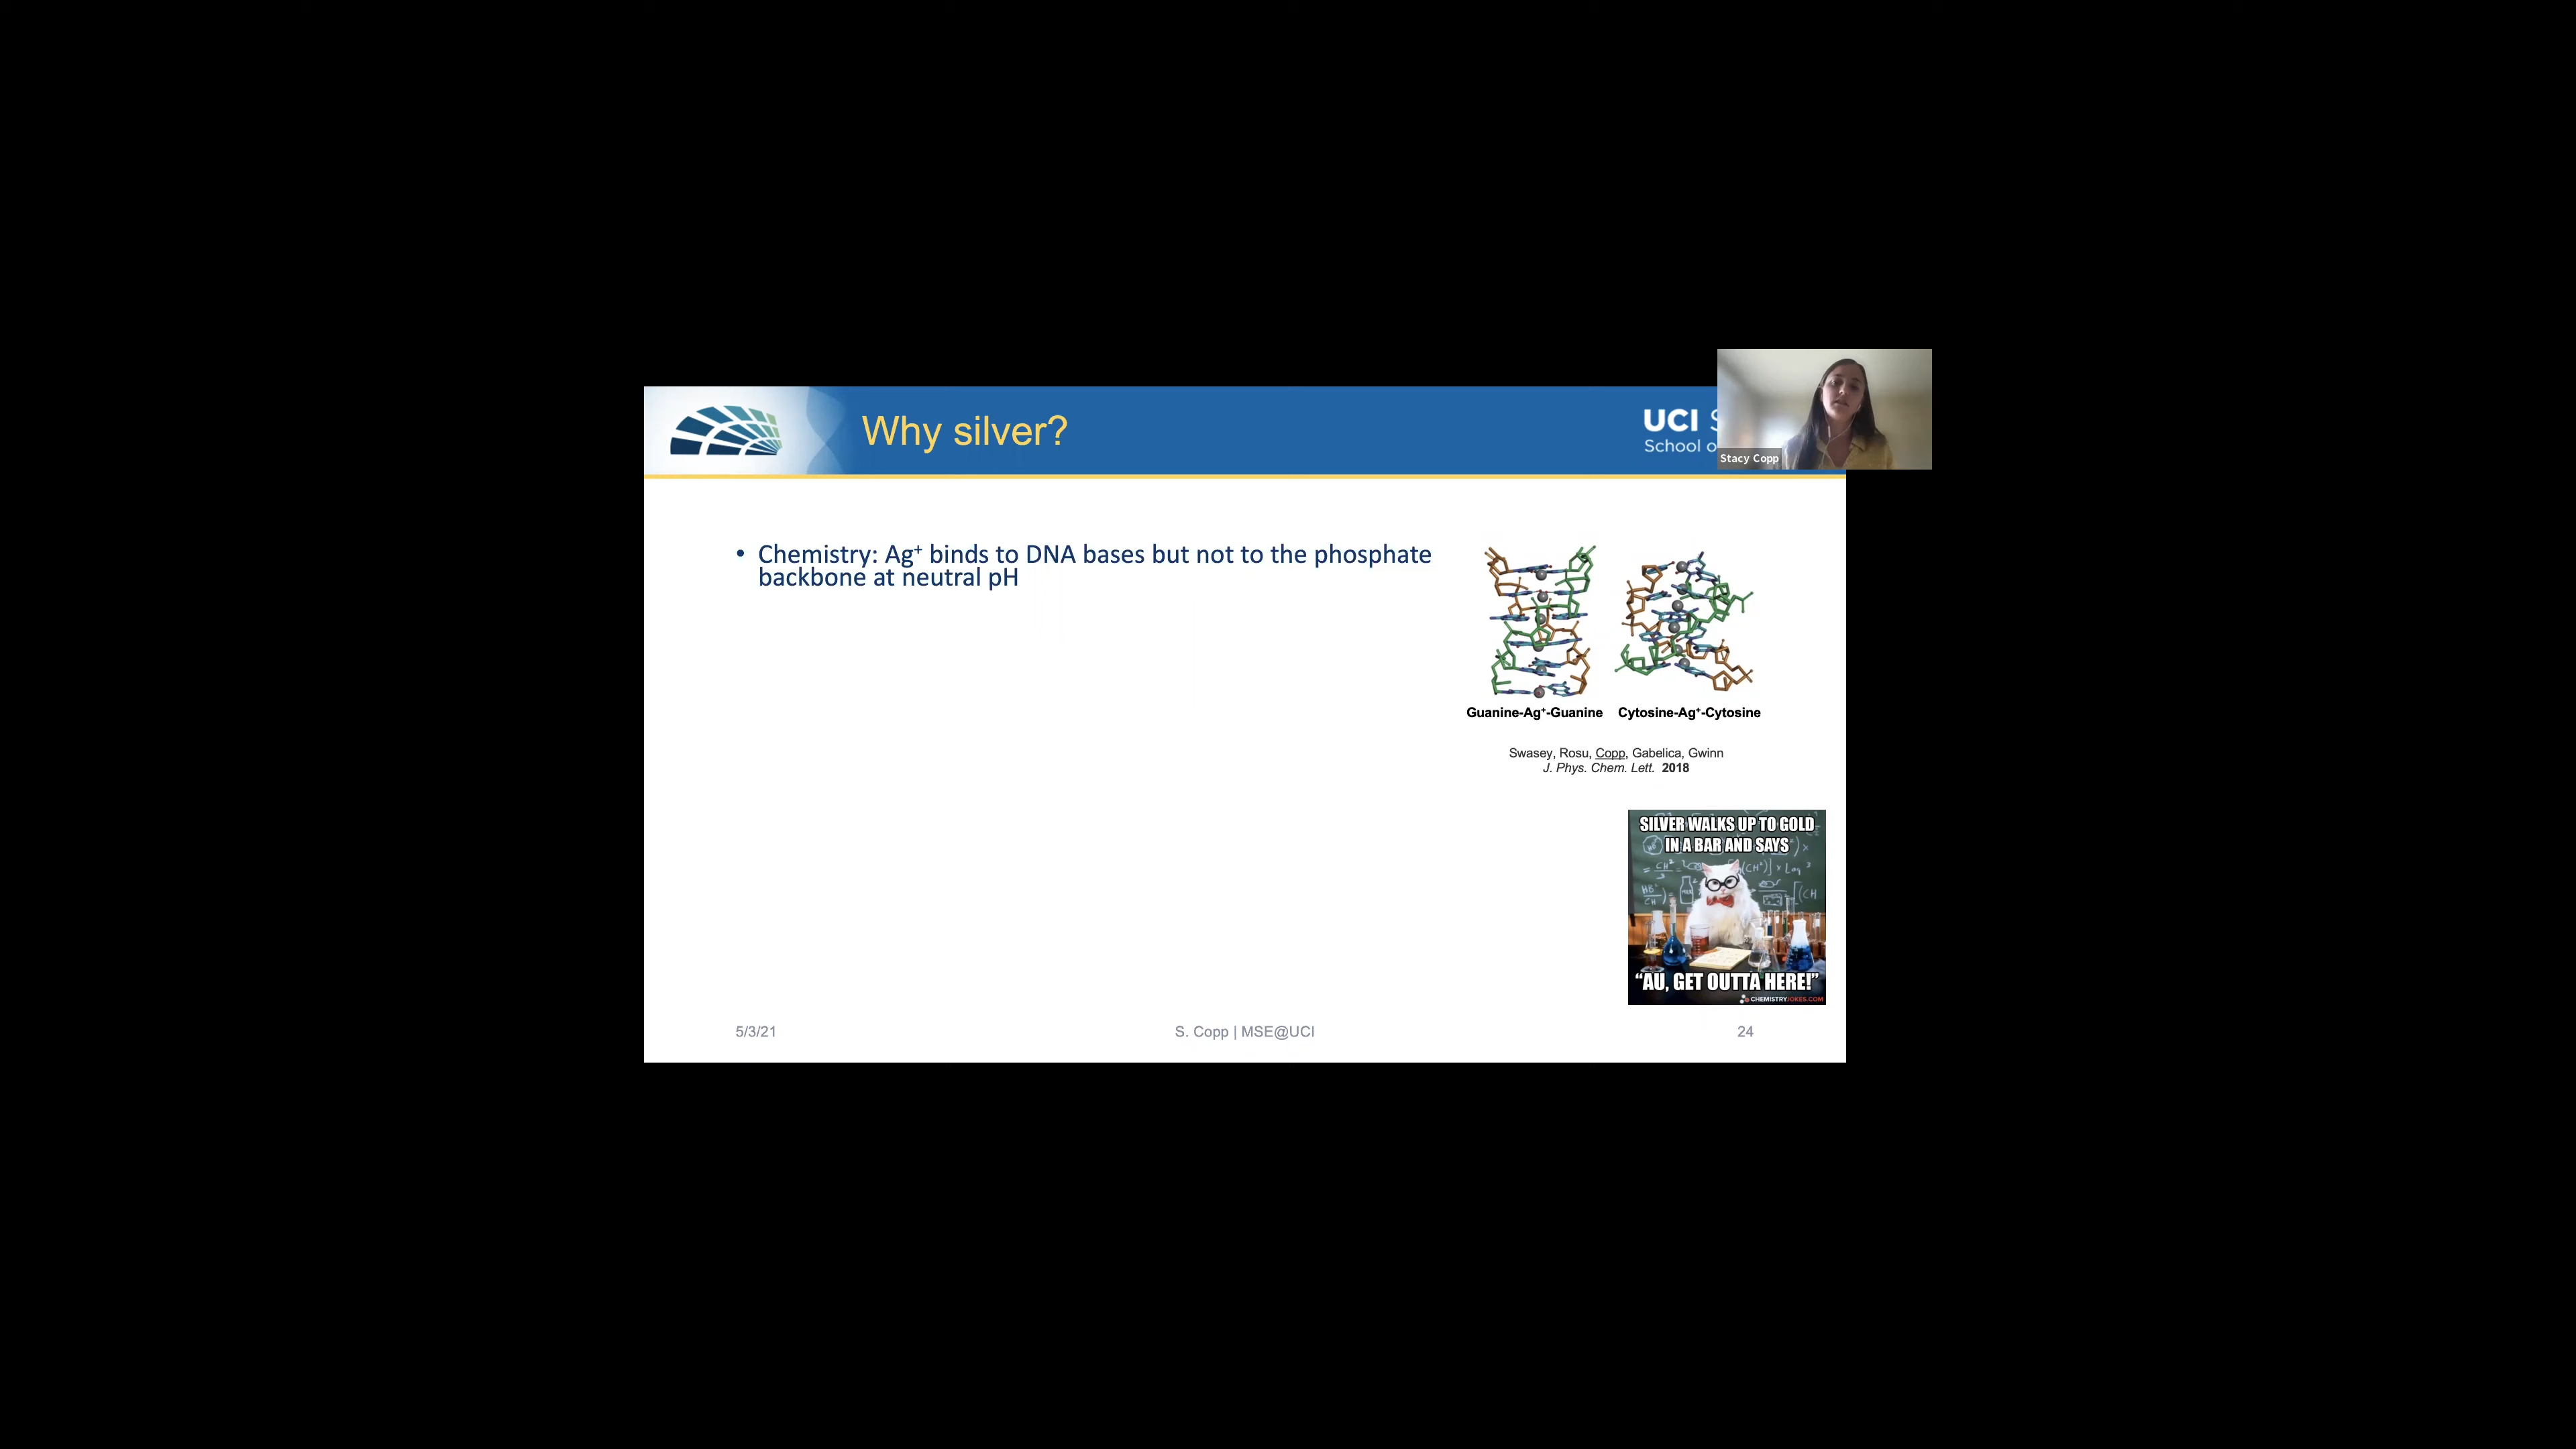 Why silver?
UCI
School o
Stacy Copp
• Chemistry: Ag⁺ binds to DNA bases but not to the phosphate
backbone at neutral pH
Guanine-Ag⁺-Guanine Cytosine-Ag⁺-Cytosine
Swasey, Rosu, Copp, Gabelica, Gwinn
J. Phys. Chem. Lett. 2018
SILVER WALKS UP TO GOLD
IN A BAR AND SAYS
“AU, GET OUTTA HERE!”
CHEMISTRYJOKES.COM
5/3/21
S. Copp | MSE@UCI
24